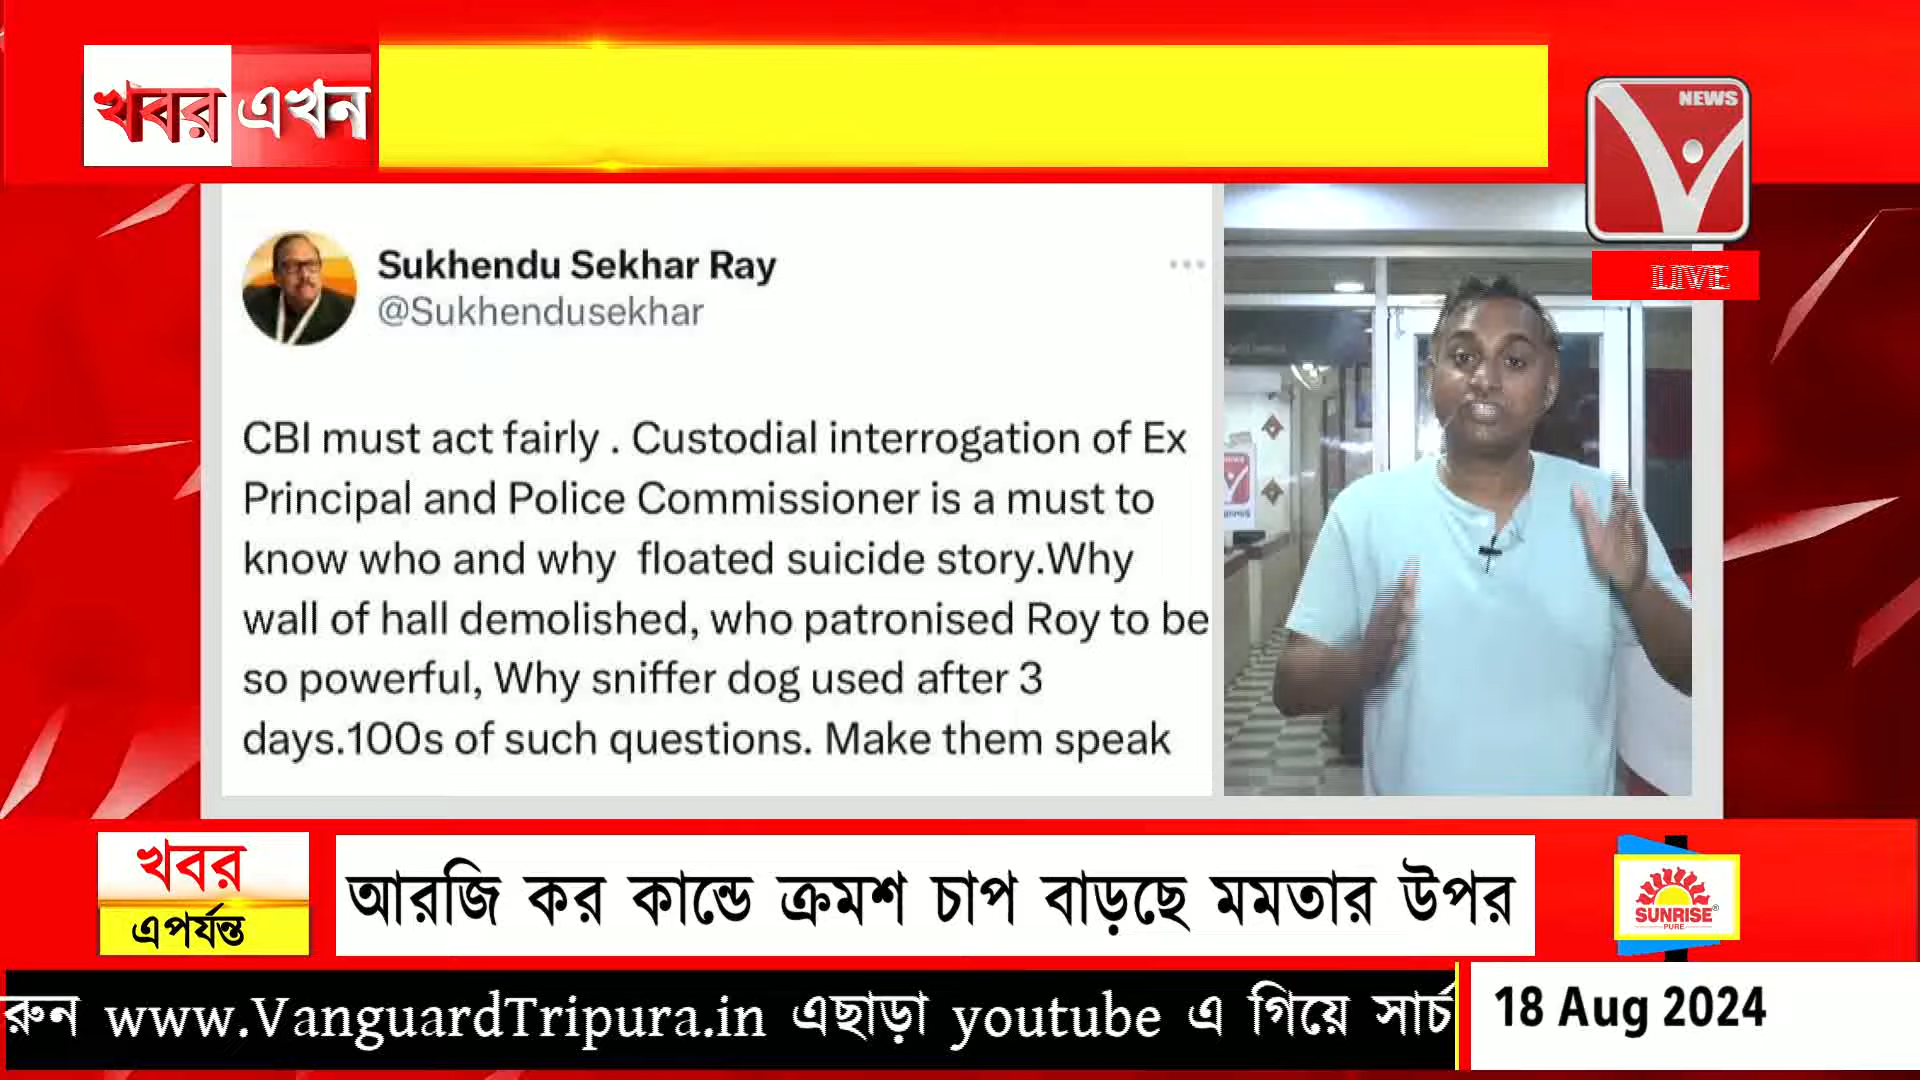 খবর এখন
NEWS
LIVE
Sukhendu Sekhar Ray
@Sukhendusekhar
CBI must act fairly . Custodial interrogation of Ex
Principal and Police Commissioner is a must to
know who and why floated suicide story.Why
wall of hall demolished, who patronised Roy to be
so powerful, Why sniffer dog used after 3
days.100s of such questions. Make them speak
খবর
এপর্যন্ত
আরজি কর কান্ডে ক্রমশ চাপ বাড়ছে মমতার উপর
SUNRISE®
PURE
রুন www.VanguardTripura.in এছাড়া youtube এ গিয়ে সার্চ
18 Aug 2024